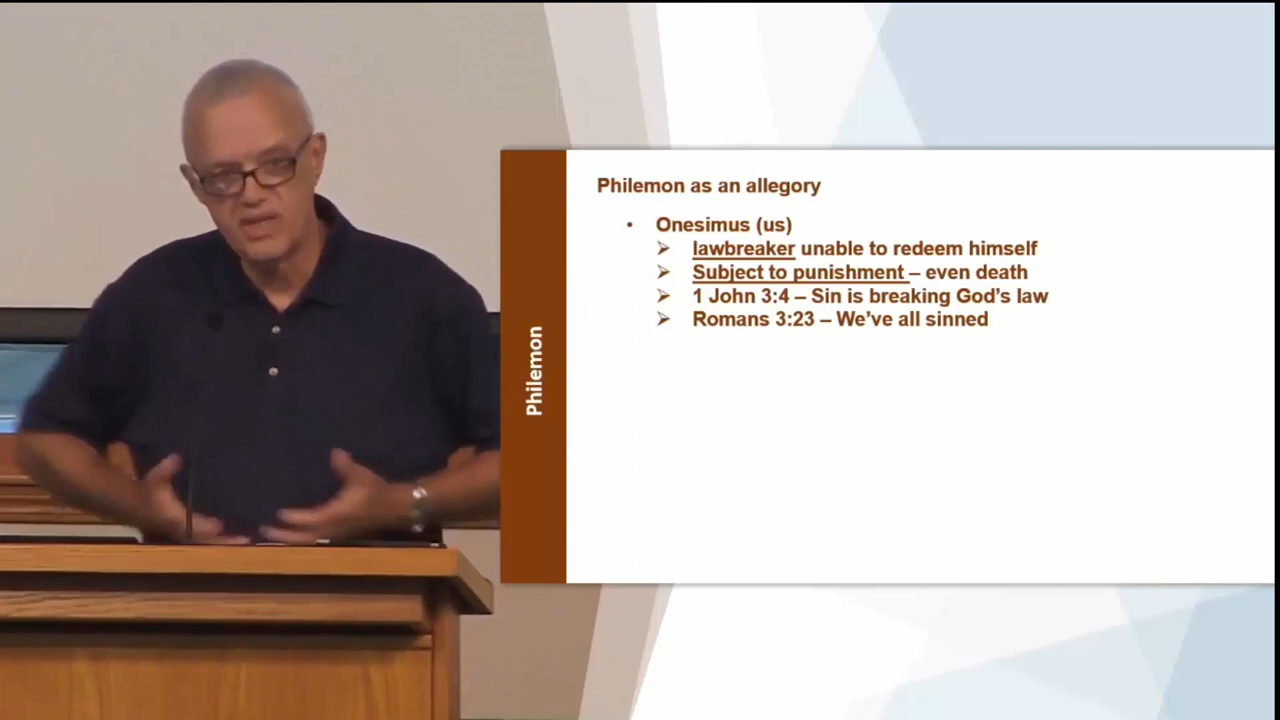 Philemon as an allegory
• Onesimus (us)
➢ lawbreaker unable to redeem himself
➢ Subject to punishment – even death
➢ 1 John 3:4 – Sin is breaking God's law
➢ Romans 3:23 – We've all sinned
Philemon